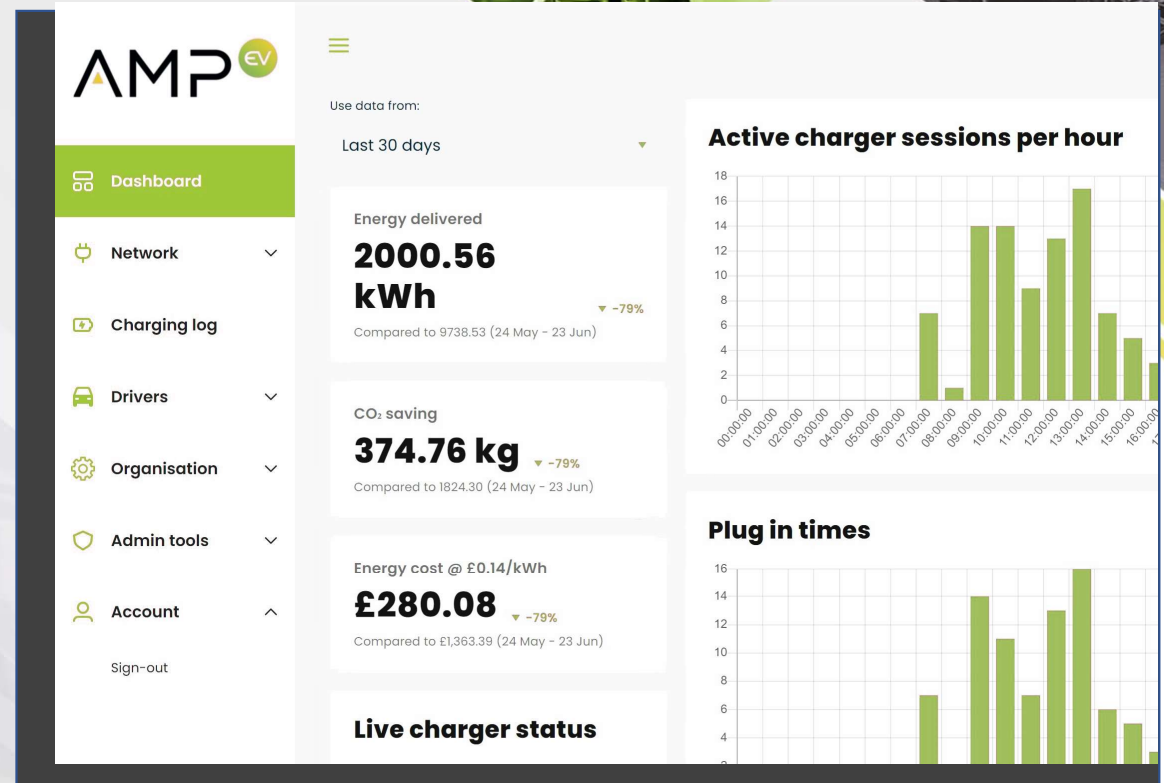 AMP EV
Dashboard
Network
Charging log
Drivers
Organisation
Admin tools
Account
Sign-out
Use data from:
Last 30 days
Energy delivered
2000.56
kWh
-79%
Compared to 9738.53 (24 May - 23 Jun)
CO₂ saving
374.76 kg
-79%
Compared to 1824.30 (24 May - 23 Jun)
Energy cost @ £0.14/kWh
£280.08
-79%
Compared to £1,363.39 (24 May - 23 Jun)
Live charger status
Active charger sessions per hour
18
16
14
12
10
8
6
4
2
0
00:00:00
01:00:00
02:00:00
03:00:00
04:00:00
05:00:00
06:00:00
07:00:00
08:00:00
09:00:00
10:00:00
11:00:00
12:00:00
13:00:00
14:00:00
15:00:00
16:00:00
Plug in times
16
14
12
10
8
6
4